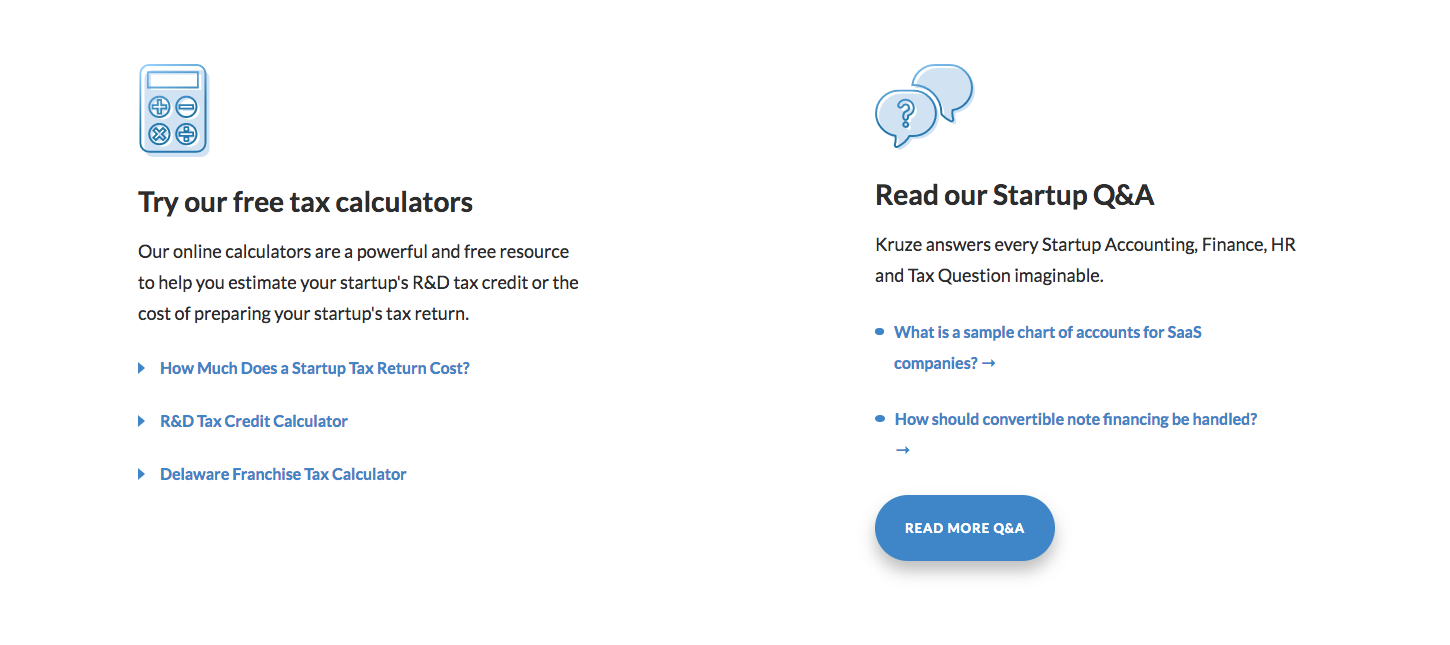 Try our free tax calculators
Our online calculators are a powerful and free resource
to help you estimate your startup's R&D tax credit or the
cost of preparing your startup's tax return.
How Much Does a Startup Tax Return Cost?
R&D Tax Credit Calculator
Delaware Franchise Tax Calculator
?
Read our Startup Q&A
Kruze answers every Startup Accounting, Finance, HR
and Tax Question imaginable.
What is a sample chart of accounts for SaaS
companies? →
How should convertible note financing be handled?
→
READ MORE Q&A